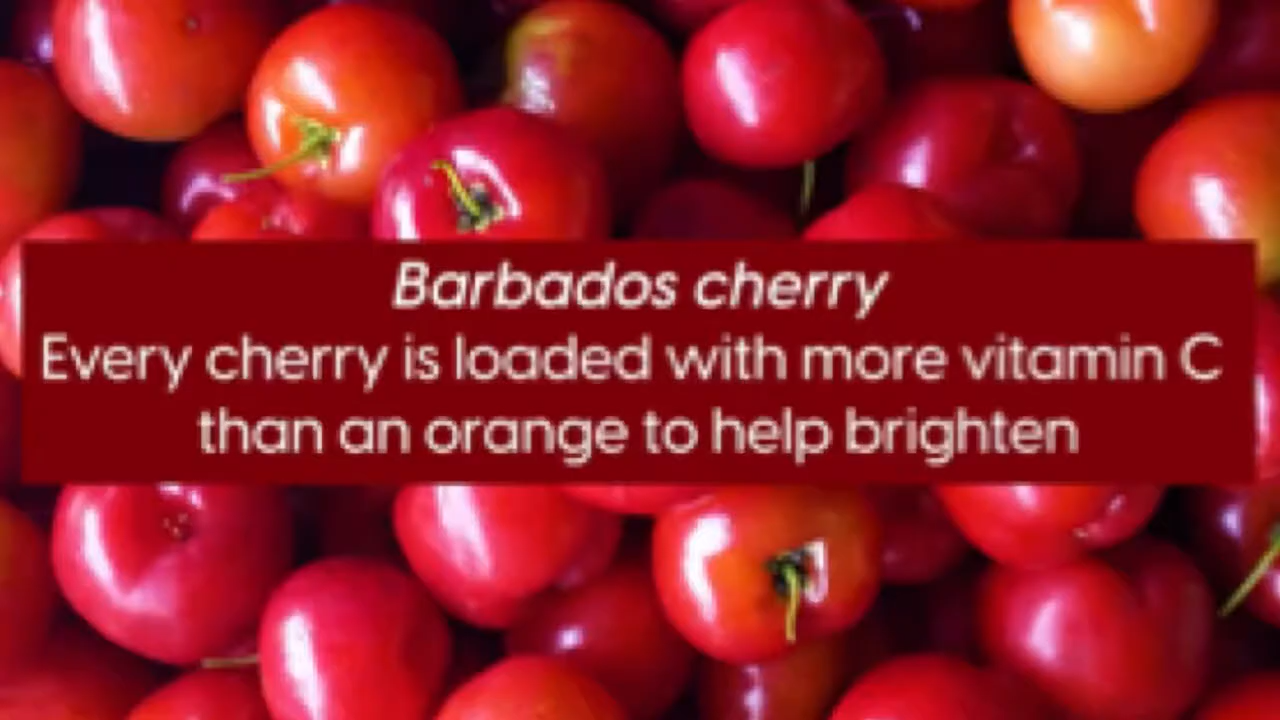 Barbados cherry
Every cherry is loaded with more vitamin C
than an orange to help brighten